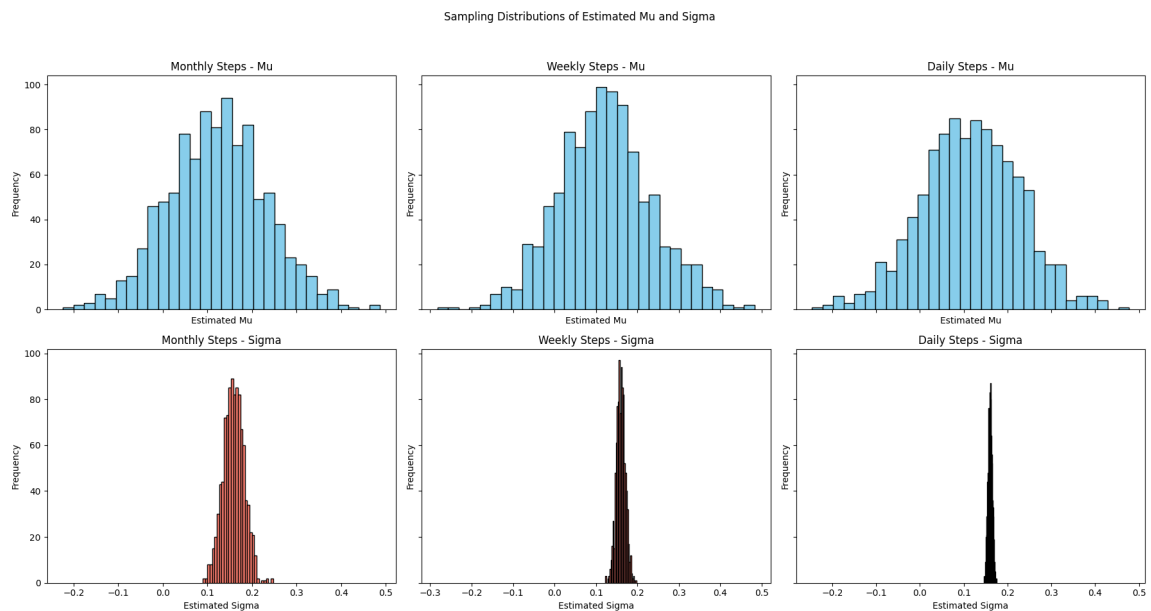 Sampling Distributions of Estimated Mu and Sigma
Monthly Steps - Mu
Weekly Steps - Mu
Daily Steps - Mu
100
80
60
40
20
0
Frequency
Frequency
Frequency
Estimated Mu
Estimated Mu
Estimated Mu
Monthly Steps - Sigma
Weekly Steps - Sigma
Daily Steps - Sigma
100
80
60
40
20
0
Frequency
Frequency
Frequency
−0.2 −0.1 0.0 0.1 0.2 0.3 0.4 0.5
−0.3 −0.2 −0.1 0.0 0.1 0.2 0.3 0.4 0.5
−0.2 −0.1 0.0 0.1 0.2 0.3 0.4 0.5
Estimated Sigma
Estimated Sigma
Estimated Sigma